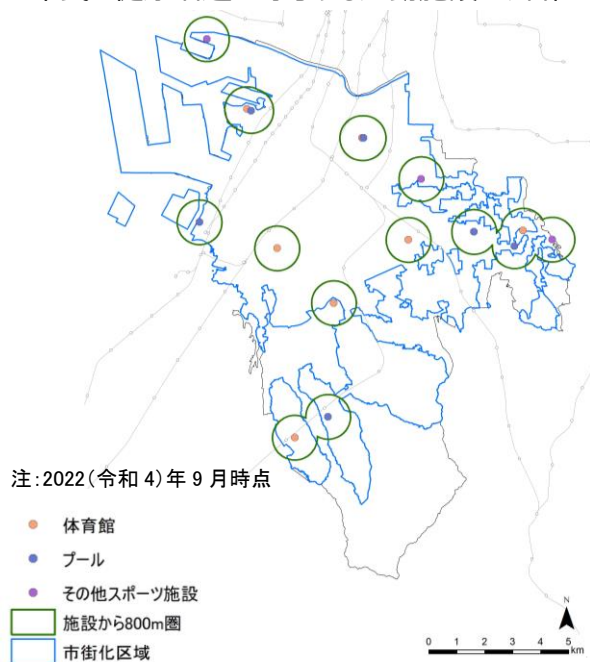 注:2022(令和 4)年 9 月時点
体育館
プール
その他スポーツ施設
施設から800m圏
市街化区域
N
0 1 2 3 4 5
km